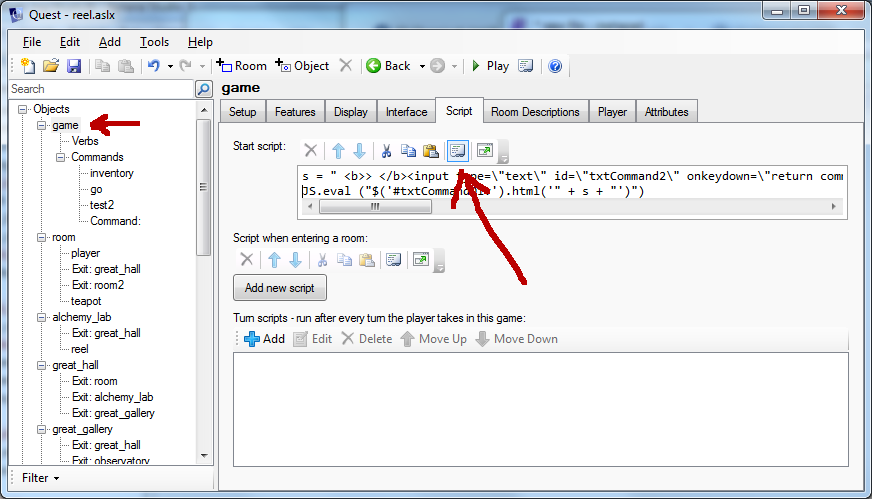 Quest - reel.aslx
File Edit Add Tools Help
Room Object Back Play
Search
game
Setup Features Display Interface Script Room Descriptions Player Attributes
Objects
game
Verbs
Commands
inventory
go
test2
Command:
room
player
Exit: great_hall
Exit: room2
teapot
alchemy_lab
Exit: great_hall
reel
great_hall
Exit: room
Exit: alchemy_lab
Exit: great_gallery
great_gallery
Exit: great_hall
Exit: observatory
Filter
Start script:
s = " <b>> </b><input type=\"text\" id=\"txtCommand2\" onkeydown=\"return com
JS.eval ("$('#txtCommand
').html('" + s + "')")
Script when entering a room:
Add new script
Turn scripts - run after every turn the player takes in this game:
Add Edit Delete Move Up Move Down